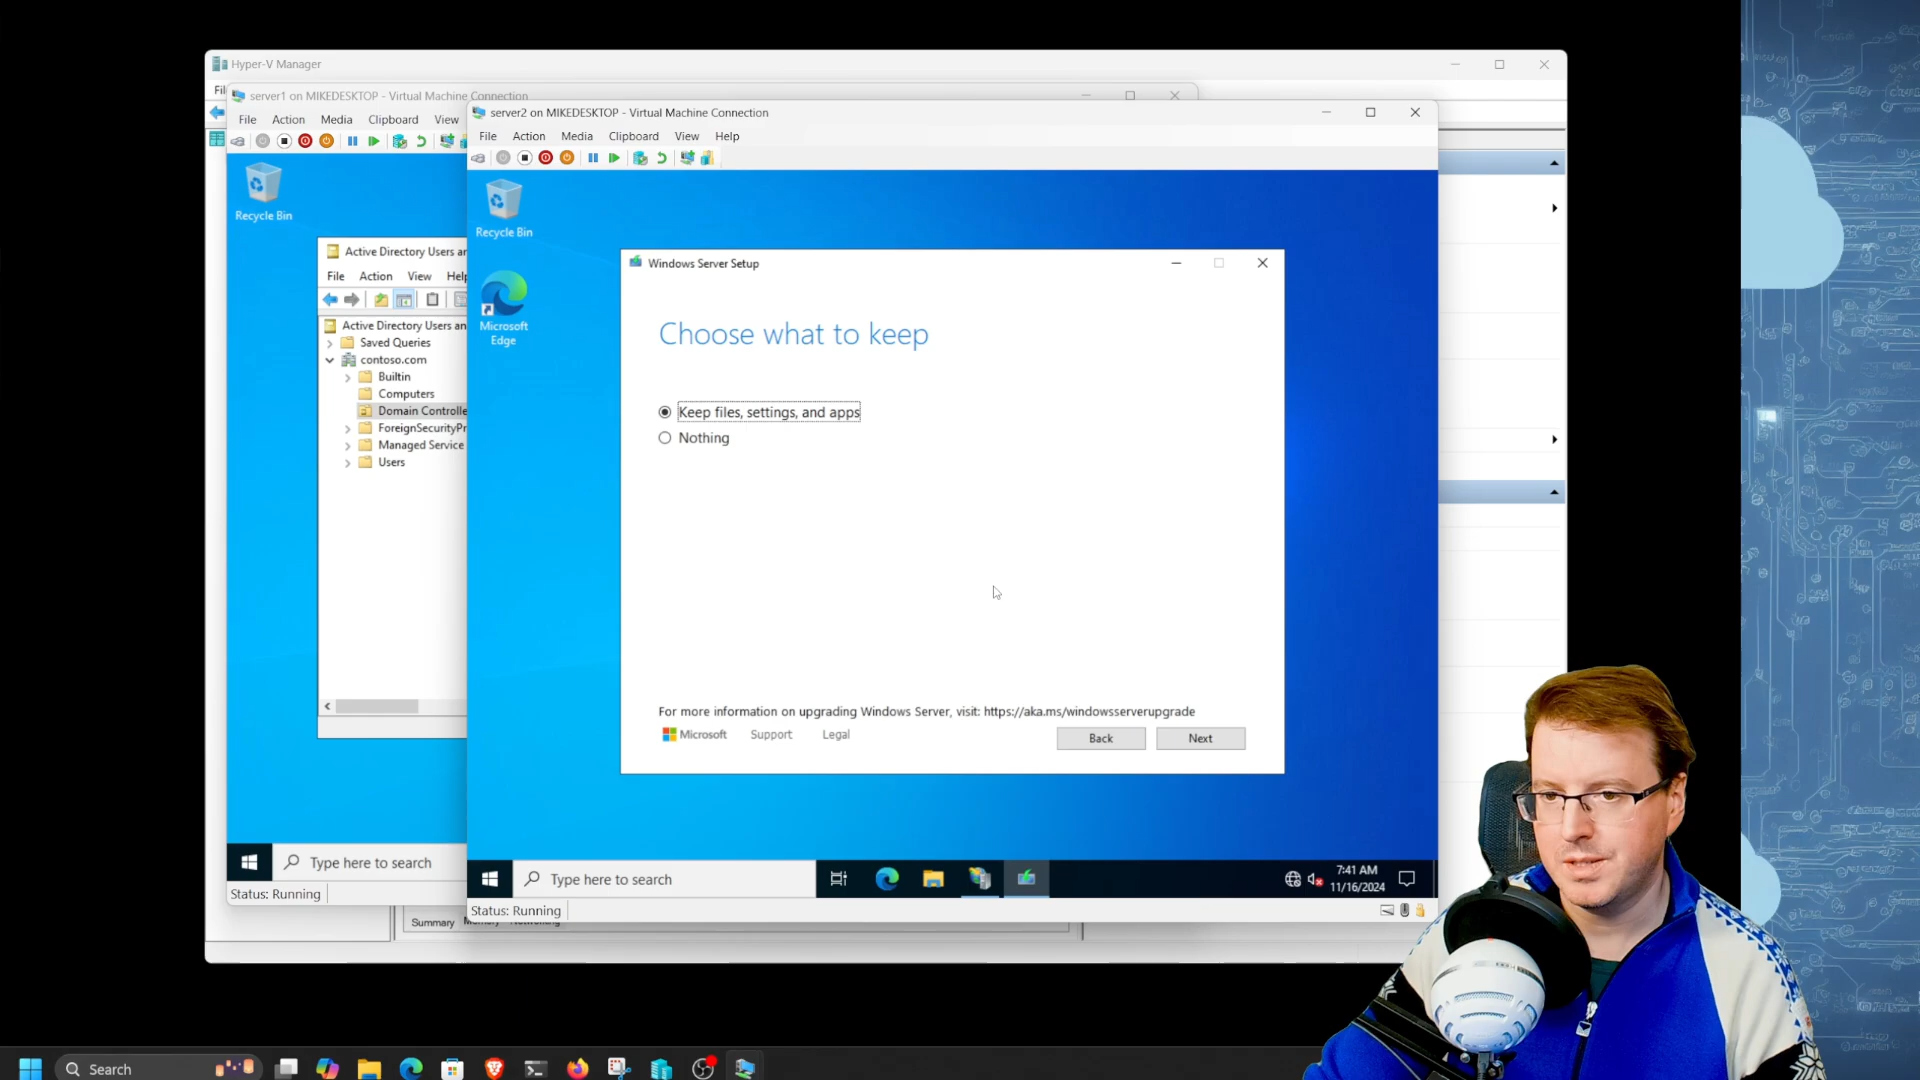 Hyper-V Manager
server1 on MIKEDESKTOP - Virtual Machine Connection
File Action Media Clipboard View
Recycle Bin
Active Directory Users
File Action View Help
Active Directory Users
Saved Queries
contoso.com
Builtin
Computers
Domain Controlle
ForeignSecurityPr
Managed Service
Users
Type here to search
Status: Running
Summary
server2 on MIKEDESKTOP - Virtual Machine Connection
File Action Media Clipboard View Help
Recycle Bin
Microsoft
Edge
Windows Server Setup
Choose what to keep
Keep files, settings, and apps
Nothing
For more information on upgrading Windows Server, visit: https://aka.ms/windowsserverupgrade
Microsoft Support Legal
Back Next
Type here to search
7:41 AM
11/16/2024
Status: Running
Search